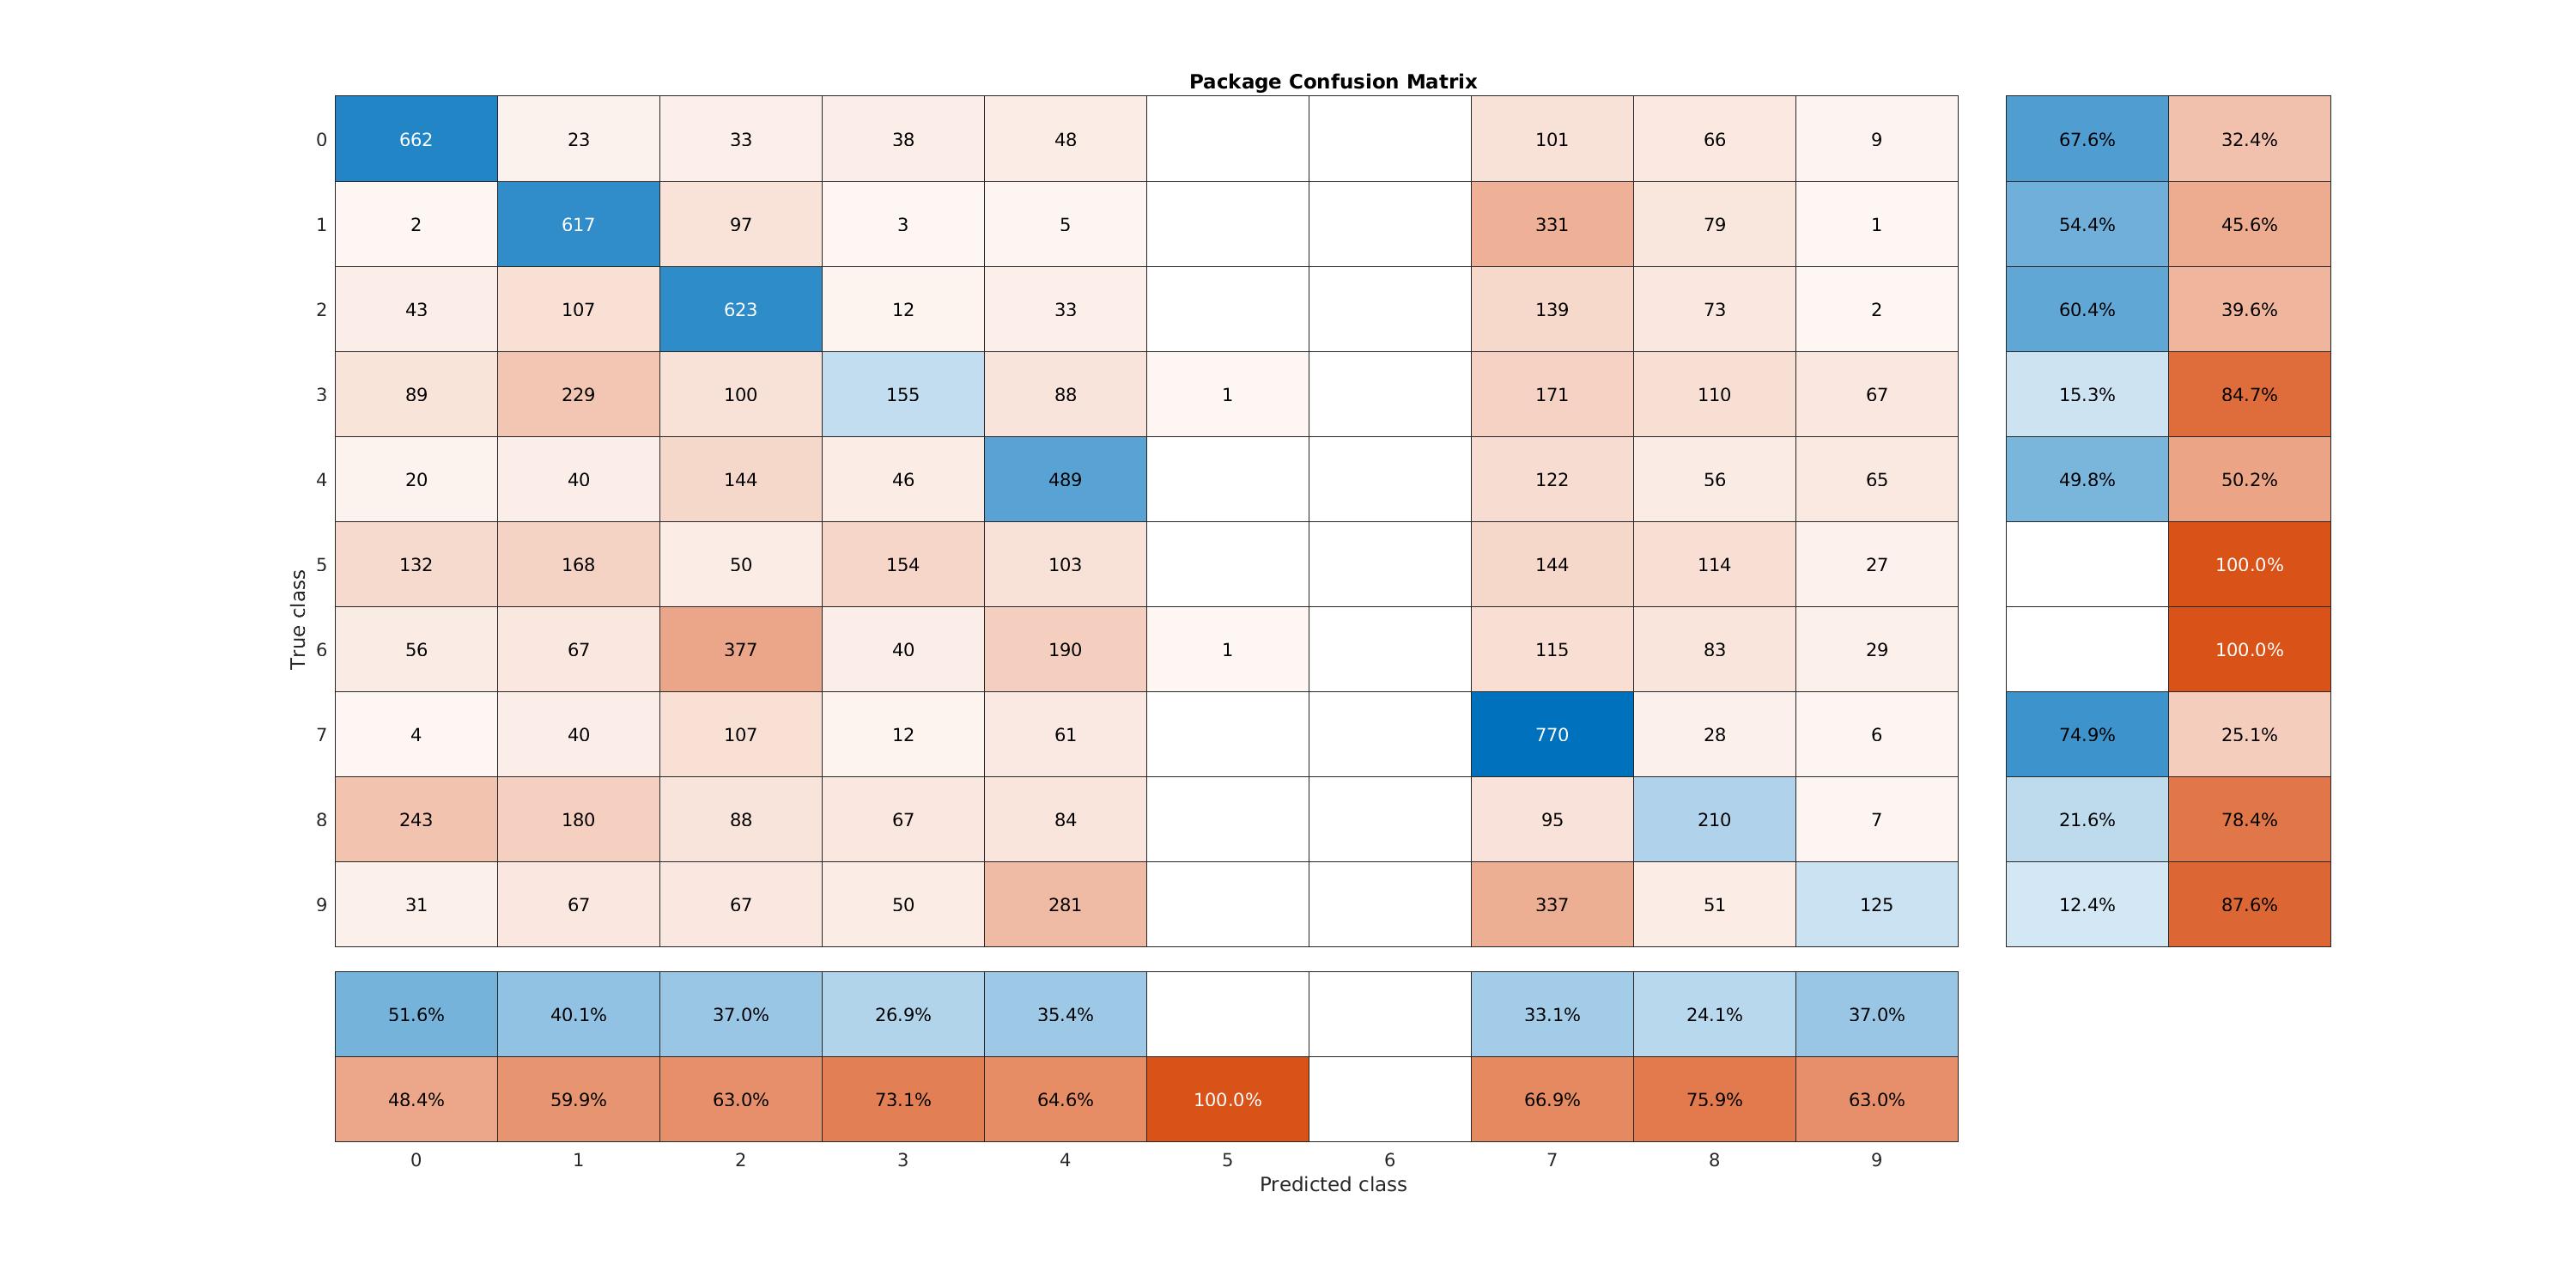 Package Confusion Matrix
0 662 23 33 38 48 101 66 9 67.6% 32.4%
1 2 617 97 3 5 331 79 1 54.4% 45.6%
2 43 107 623 12 33 139 73 2 60.4% 39.6%
3 89 229 100 155 88 1 171 110 67 15.3% 84.7%
4 20 40 144 46 489 122 56 65 49.8% 50.2%
5 132 168 50 154 103 144 114 27 100.0%
6 56 67 377 40 190 1 115 83 29 100.0%
7 4 40 107 12 61 770 28 6 74.9% 25.1%
8 243 180 88 67 84 95 210 7 21.6% 78.4%
9 31 67 67 50 281 337 51 125 12.4% 87.6%
True class
51.6% 40.1% 37.0% 26.9% 35.4% 33.1% 24.1% 37.0%
48.4% 59.9% 63.0% 73.1% 64.6% 100.0% 66.9% 75.9% 63.0%
0 1 2 3 4 5 6 7 8 9
Predicted class